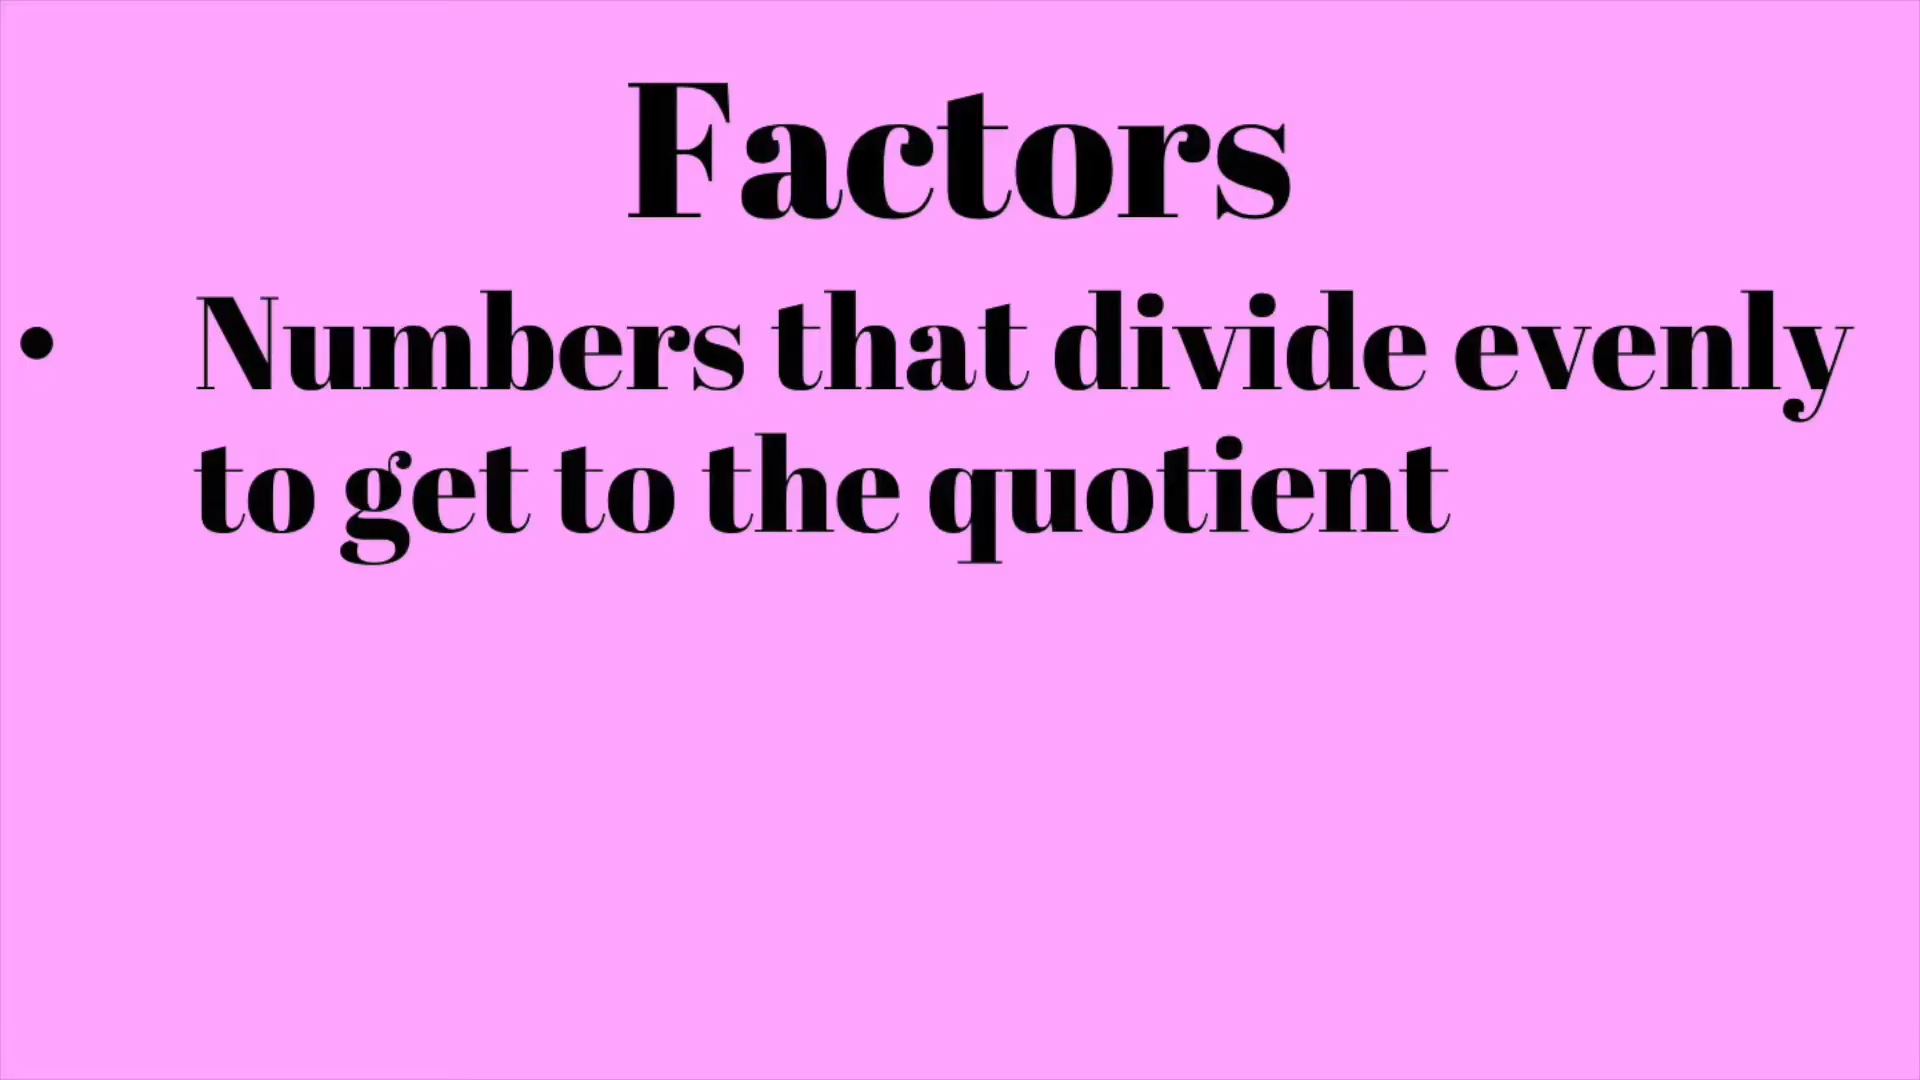 Factors
• Numbers that divide evenly
to get to the quotient